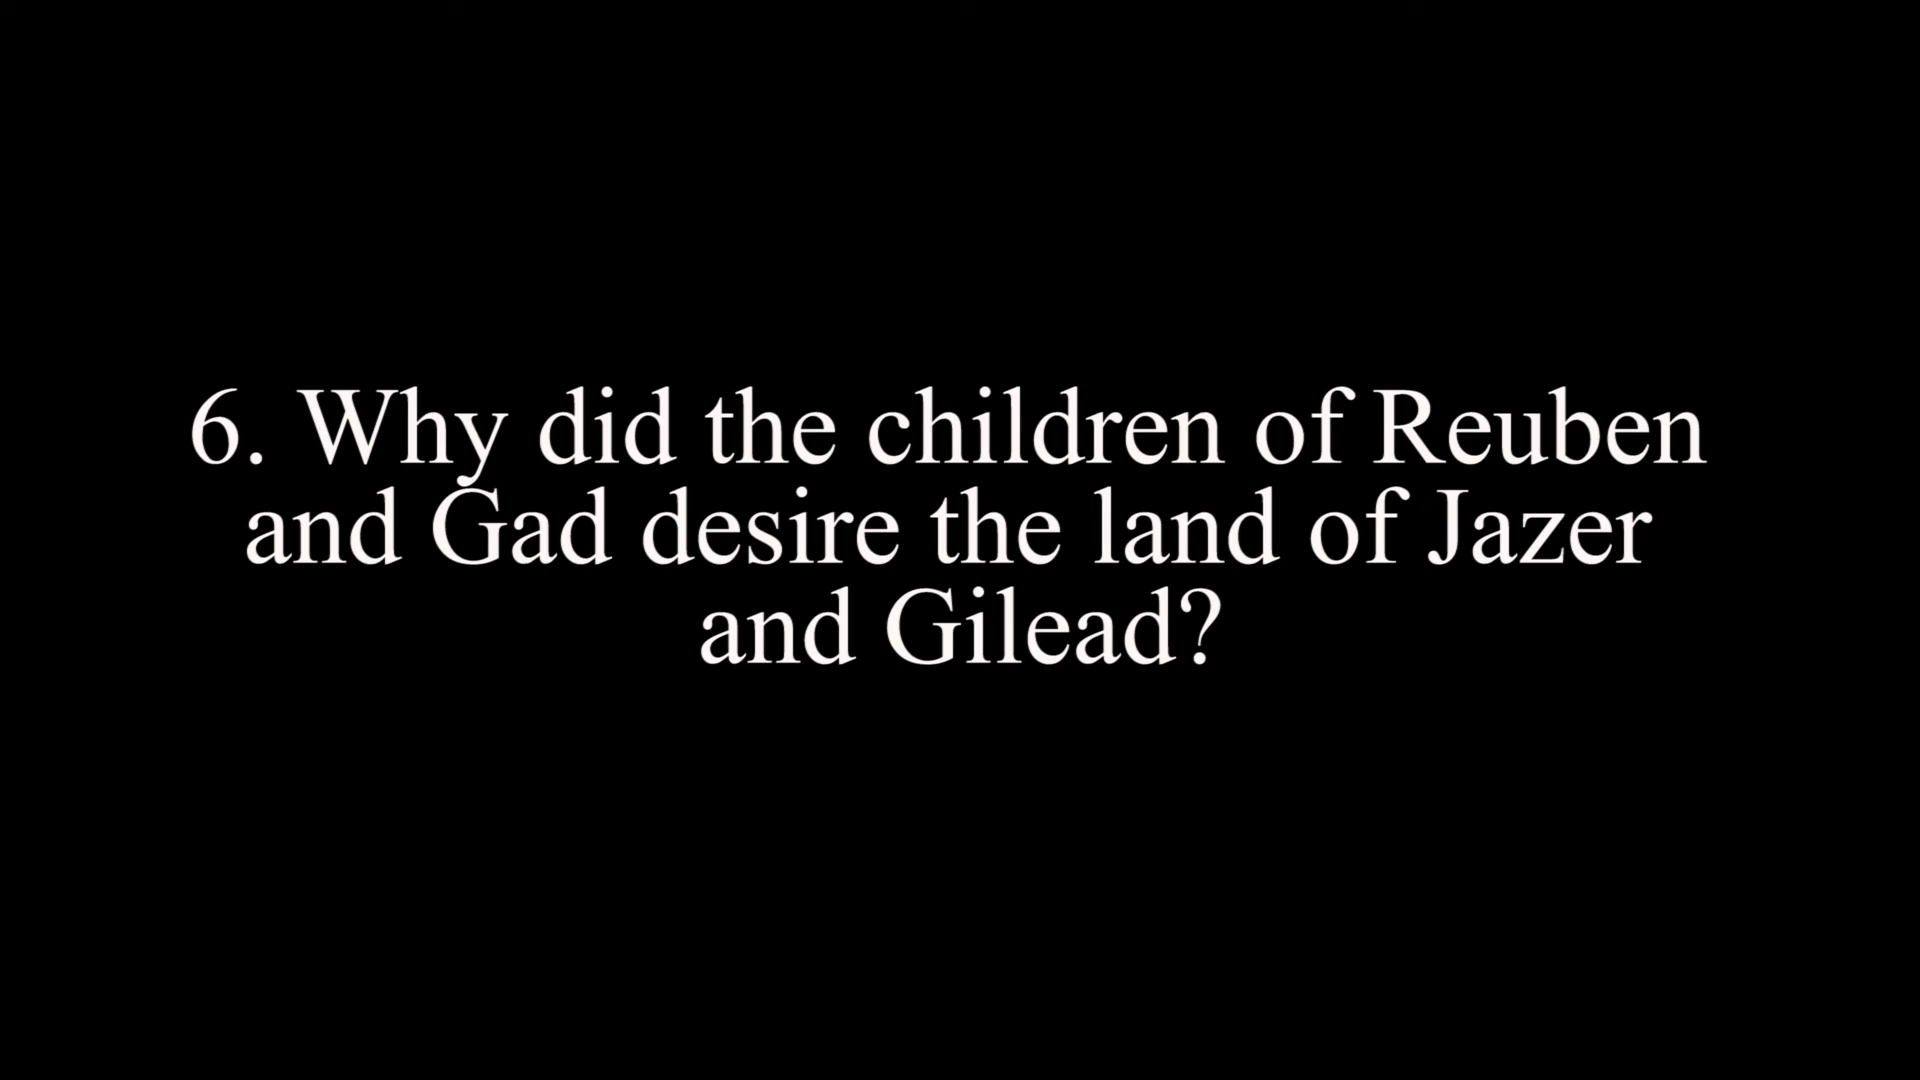 6. Why did the children of Reuben
and Gad desire the land of Jazer
and Gilead?